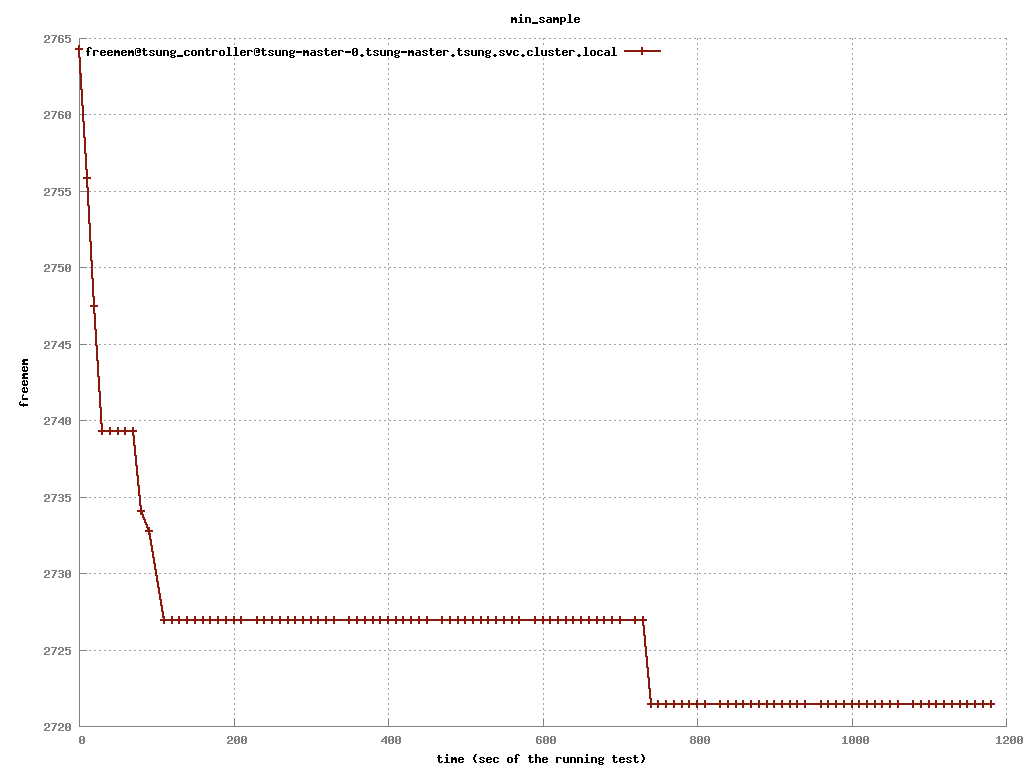 min_sample
freemem@tsung_controller@tsung-master-0.tsung-master.tsung.svc.cluster.local
2765
2760
2755
2750
2745
2740
2735
2730
2725
2720
freemem
0 200 400 600 800 1000 1200
time (sec of the running test)